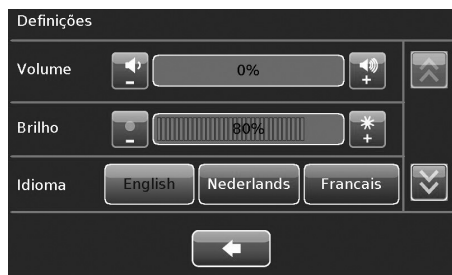 Definições
Volume
− 0% +
Brilho
− 80% +
Idioma English Nederlands Francais